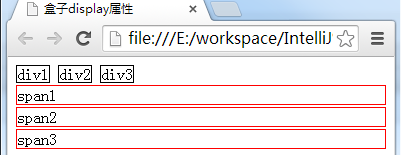 盒子display属性
file:///E:/workspace/IntelliJ
div1 div2 div3
span1
span2
span3